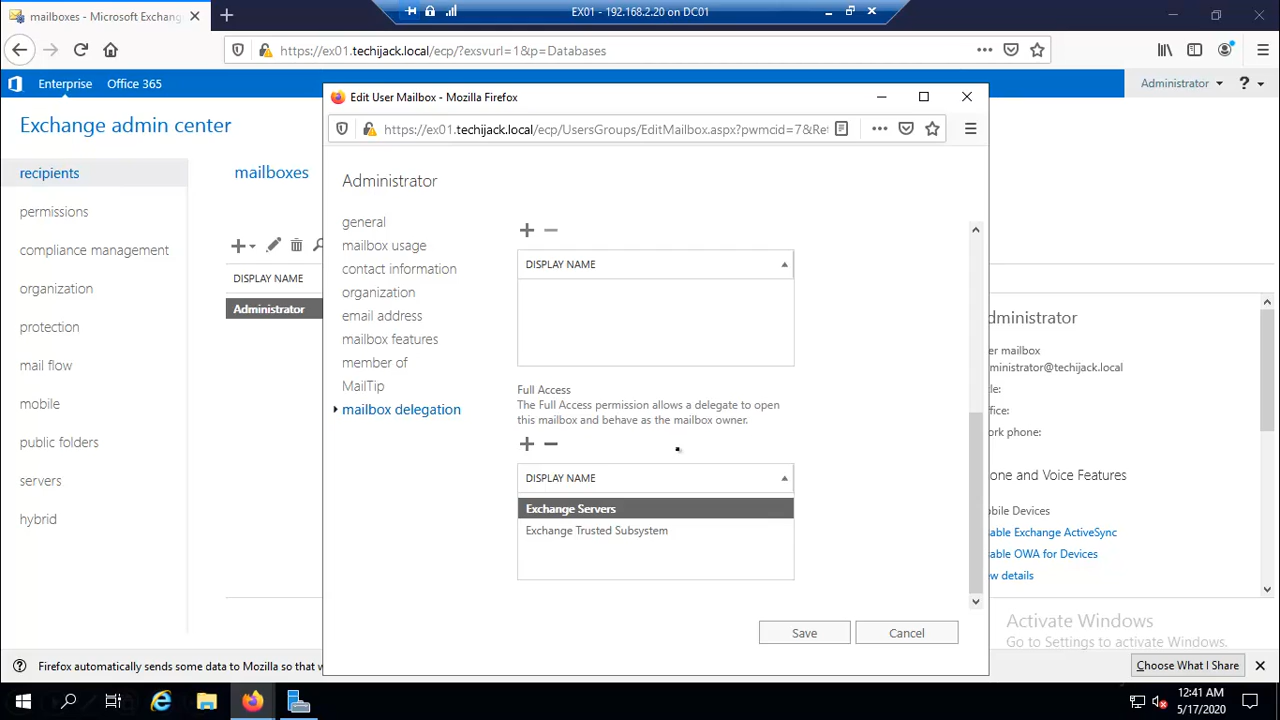 mailboxes - Microsoft Exchang
EX01 - 192.168.2.20 on DC01
https://ex01.techijack.local/ecp/?exsvurl=1&p=Databases
Enterprise Office 365
Administrator ?
Exchange admin center
recipients
permissions
compliance management
organization
protection
mail flow
mobile
public folders
servers
hybrid
mailboxes
DISPLAY NAME
Administrator
Edit User Mailbox - Mozilla Firefox
https://ex01.techijack.local/ecp/UsersGroups/EditMailbox.aspx?pwmcid=7&Ret
Administrator
general
mailbox usage
contact information
organization
email address
mailbox features
member of
MailTip
mailbox delegation
DISPLAY NAME
Full Access
The Full Access permission allows a delegate to open
this mailbox and behave as the mailbox owner.
DISPLAY NAME
Exchange Servers
Exchange Trusted Subsystem
Save Cancel
dministrator
er mailbox
ministrator@techijack.local
tle:
fice:
ork phone:
one and Voice Features
obile Devices
able Exchange ActiveSync
able OWA for Devices
ew details
Activate Windows
Go to Settings to activate Windows.
Firefox automatically sends some data to Mozilla so that w
Choose What I Share
12:41 AM
5/17/2020